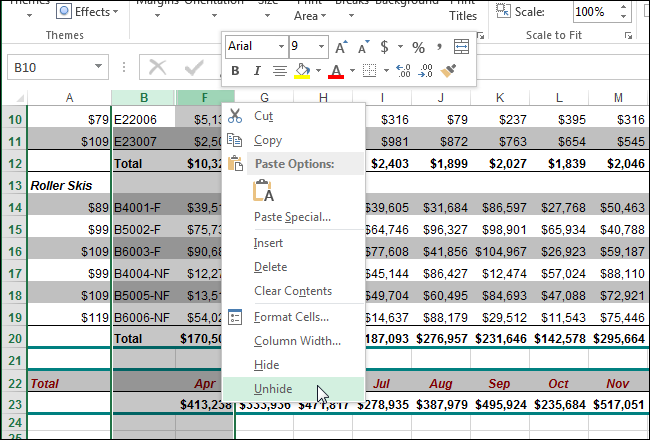 Effects
Print Area
Print Titles
Scale: 100%
Themes
Scale to Fit
Arial 9 A A $ % ,
B I A .00 .0
B10
A B F G H I J K L M
10 $79 E22006 $5,13 $316 $79 $237 $395 $316
11 $109 E23007 $2,50 $981 $872 $763 $654 $545
12 Total $10,32 $2,403 $1,899 $2,027 $1,839 $2,046
13 Roller Skis
14 $89 B4001-F $39,51 $39,605 $31,684 $86,597 $27,768 $50,463
15 $99 B5002-F $75,73 $64,746 $96,327 $98,901 $65,934 $40,788
16 $109 B6003-F $90,68 $77,608 $41,856 $104,967 $26,923 $59,187
17 $99 B4004-NF $12,27 $45,144 $86,427 $12,474 $57,024 $88,110
18 $109 B5005-NF $13,51 $49,704 $60,495 $84,693 $47,088 $72,921
19 $119 B6006-NF $54,02 $14,637 $88,179 $29,512 $11,543 $75,446
20 Total $170,50 187,093 $276,957 $231,646 $142,578 $295,664
21
22 Total Apr Jul Aug Sep Oct Nov
23 $413,238 $333,936 $471,817 $278,935 $387,979 $495,924 $235,684 $517,051
24
Cut
Copy
Paste Options:
A
Paste Special...
Insert
Delete
Clear Contents
Format Cells...
Column Width...
Hide
Unhide